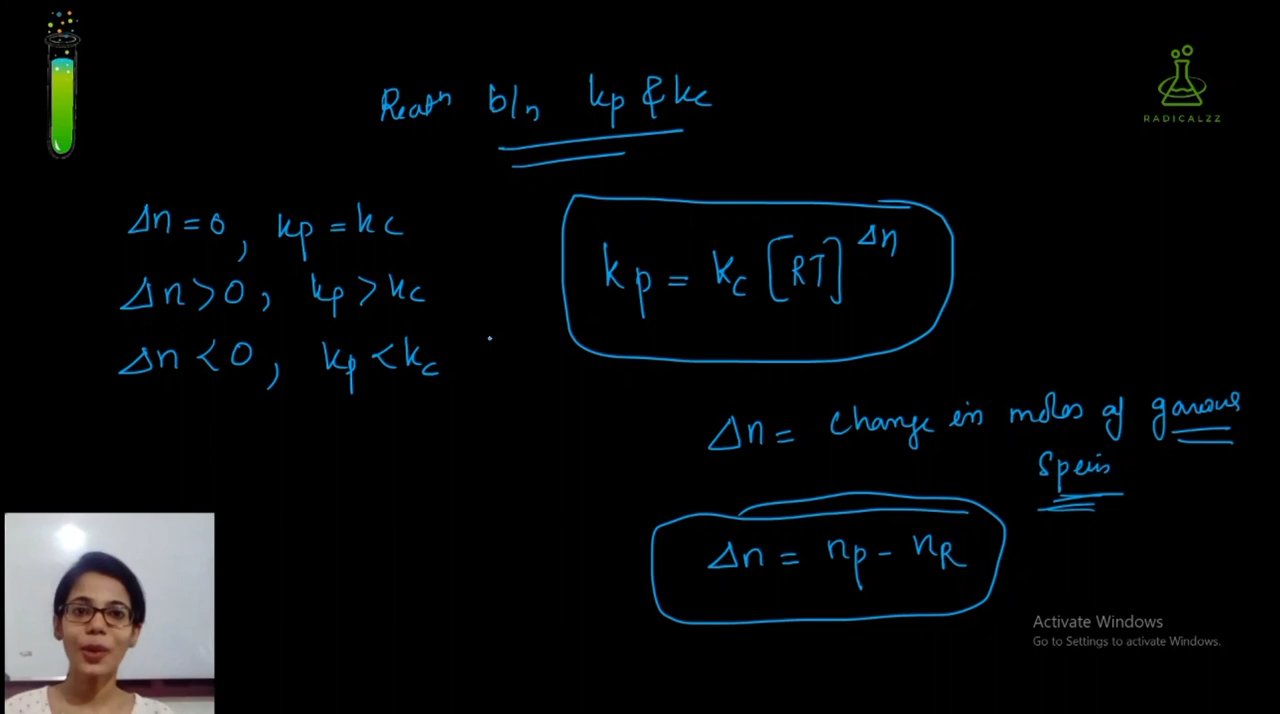 RADICALZZ
Reatn b/n kp & kc
Δn = 0, kp = kc
Δn > 0, kp > kc
Δn < 0, kp < kc
kp = kc [RT]^Δn
Δn = change in moles of gaseous
Speis
Δn = np - nR
Activate Windows
Go to Settings to activate Windows.